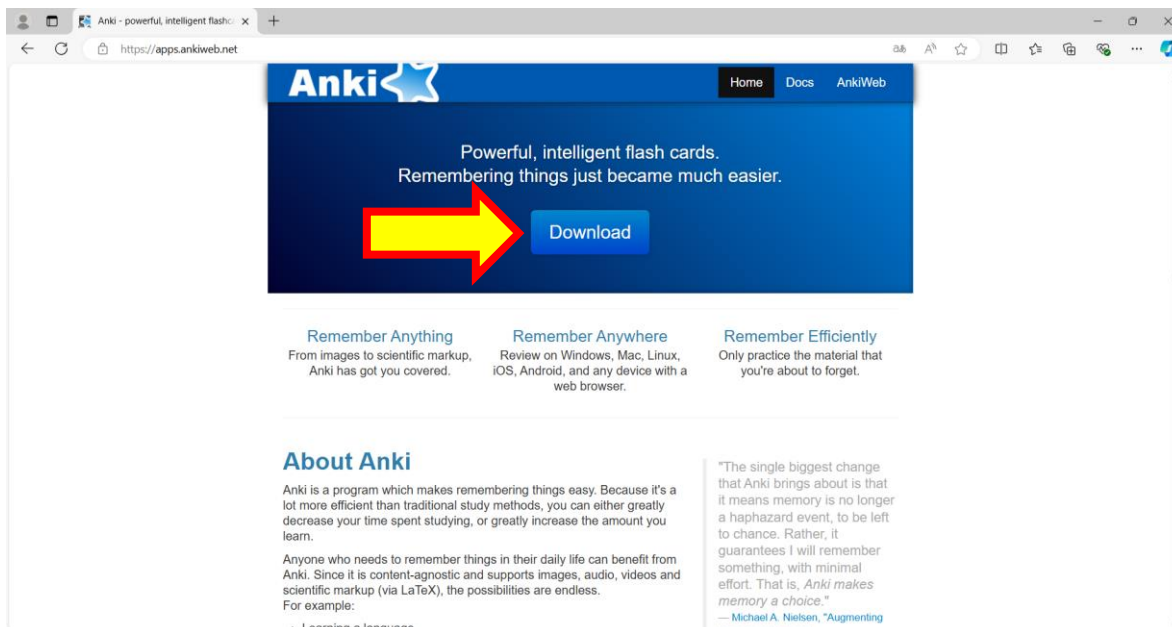 Anki - powerful, intelligent flashc
https://apps.ankiweb.net
Anki
Home Docs AnkiWeb
Powerful, intelligent flash cards.
Remembering things just became much easier.
Download
Remember Anything
From images to scientific markup,
Anki has got you covered.
Remember Anywhere
Review on Windows, Mac, Linux,
iOS, Android, and any device with a
web browser.
Remember Efficiently
Only practice the material that
you're about to forget.
About Anki
Anki is a program which makes remembering things easy. Because it's a
lot more efficient than traditional study methods, you can either greatly
decrease your time spent studying, or greatly increase the amount you
learn.
Anyone who needs to remember things in their daily life can benefit from
Anki. Since it is content-agnostic and supports images, audio, videos and
scientific markup (via LaTeX), the possibilities are endless.
For example:
Learning a language
"The single biggest change
that Anki brings about is that
it means memory is no longer
a haphazard event, to be left
to chance. Rather, it
guarantees I will remember
something, with minimal
effort. That is, Anki makes
memory a choice."
— Michael A. Nielsen, "Augmenting